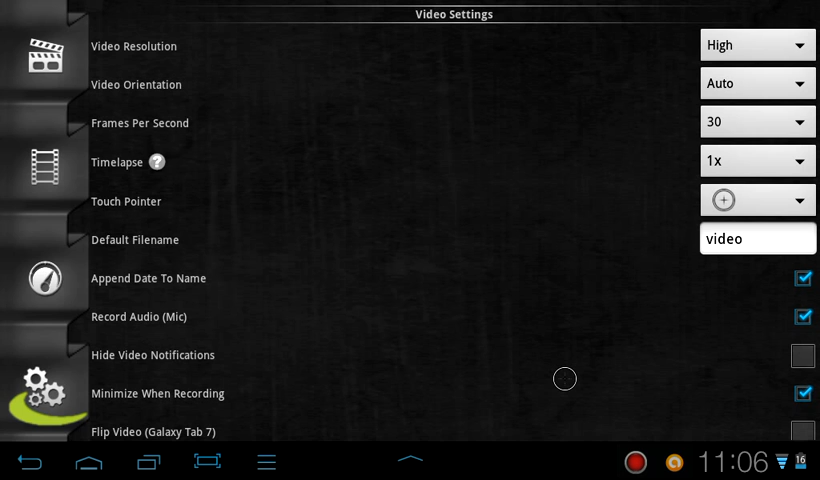 Video Settings
Video Resolution High
Video Orientation Auto
Frames Per Second 30
Timelapse ? 1x
Touch Pointer
Default Filename video
Append Date To Name
Record Audio (Mic)
Hide Video Notifications
Minimize When Recording
Flip Video (Galaxy Tab 7)
11:06 16